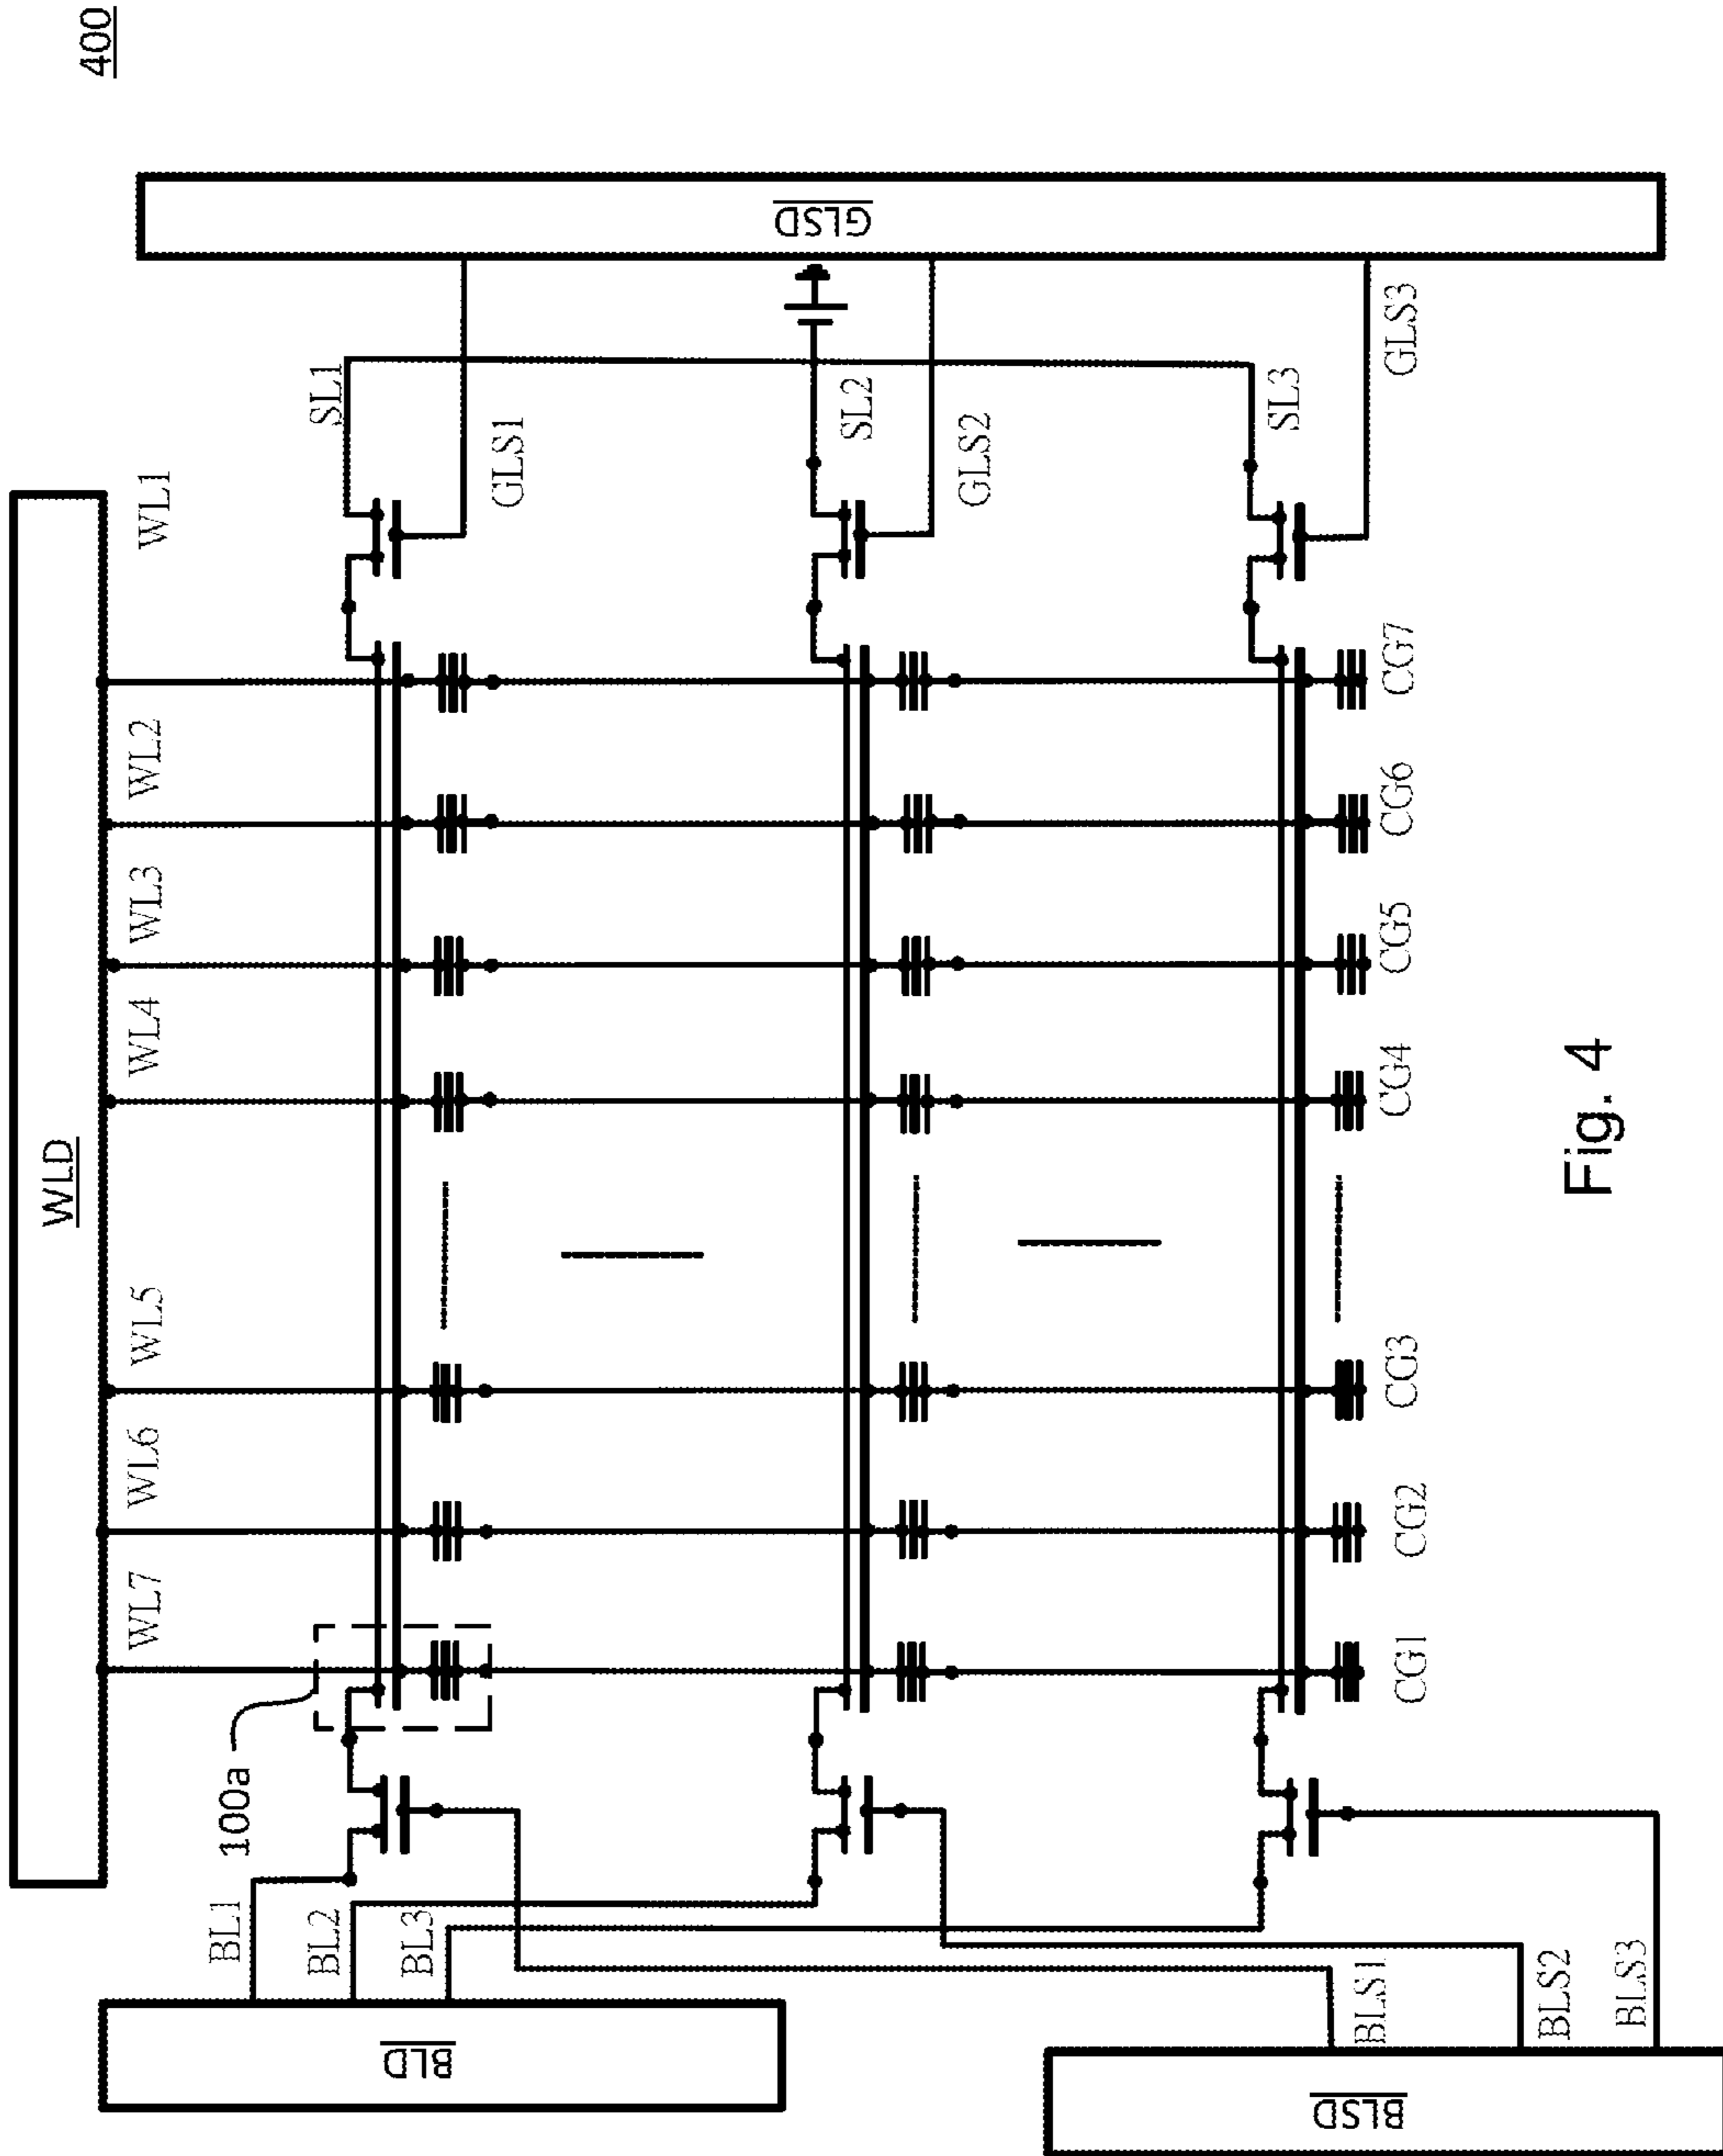 400
WLD
WL7
WL6
WL5
WL4
WL3
WL2
WL1
100a
BL1
BL2
BL3
BLD
BLSD
BLS1
BLS2
BLS3
SL1
GLS1
SL2
GLS2
SL3
GLS3
GLSD
CG1
CG2
CG3
CG4
CG5
CG6
CG7
Fig. 4